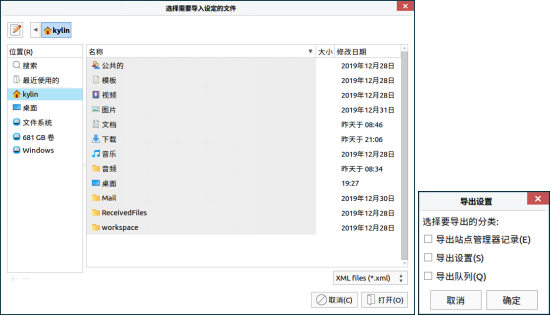 选择需要导入设定的文件
kylin
位置(R)
搜索
最近使用的
kylin
桌面
文件系统
681 GB 卷
Windows
名称 大小 修改日期
公共的 2019年12月28日
模板 2019年12月28日
视频 2019年12月28日
图片 2019年12月31日
文档 昨天于 08:46
下载 昨天于 21:06
音乐 2019年12月28日
音频 昨天于 08:34
桌面 19:27
Mail 2019年12月30日
ReceivedFiles 2019年12月28日
workspace 2019年12月28日
XML files (*.xml)
取消(C) 打开(O)
导出设置
选择要导出的分类:
导出站点管理器记录(E)
导出设置(S)
导出队列(Q)
取消 确定